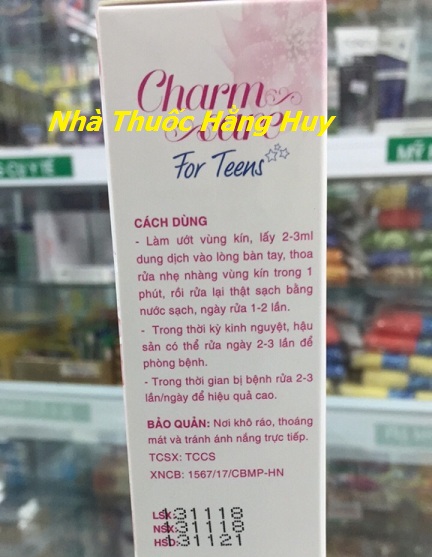 Charm
care
Nhà Thuốc Hằng Huy
For Teens
CÁCH DÙNG
- Làm ướt vùng kín, lấy 2-3ml
dung dịch vào lòng bàn tay, thoa
rửa nhẹ nhàng vùng kín trong 1
phút, rồi rửa lại thật sạch bằng
nước sạch, ngày rửa 1-2 lần.
- Trong thời kỳ kinh nguyệt, hậu
sản có thể rửa ngày 2-3 lần để
phòng bệnh.
- Trong thời gian bị bệnh rửa 2-3
lần/ngày để hiệu quả cao.
BẢO QUẢN: Nơi khô ráo, thoáng
mát và tránh ánh nắng trực tiếp.
TCSX: TCCS
XNCB: 1567/17/CBMP-HN
LSX: 131118
NSX: 131118
HSD: 131121